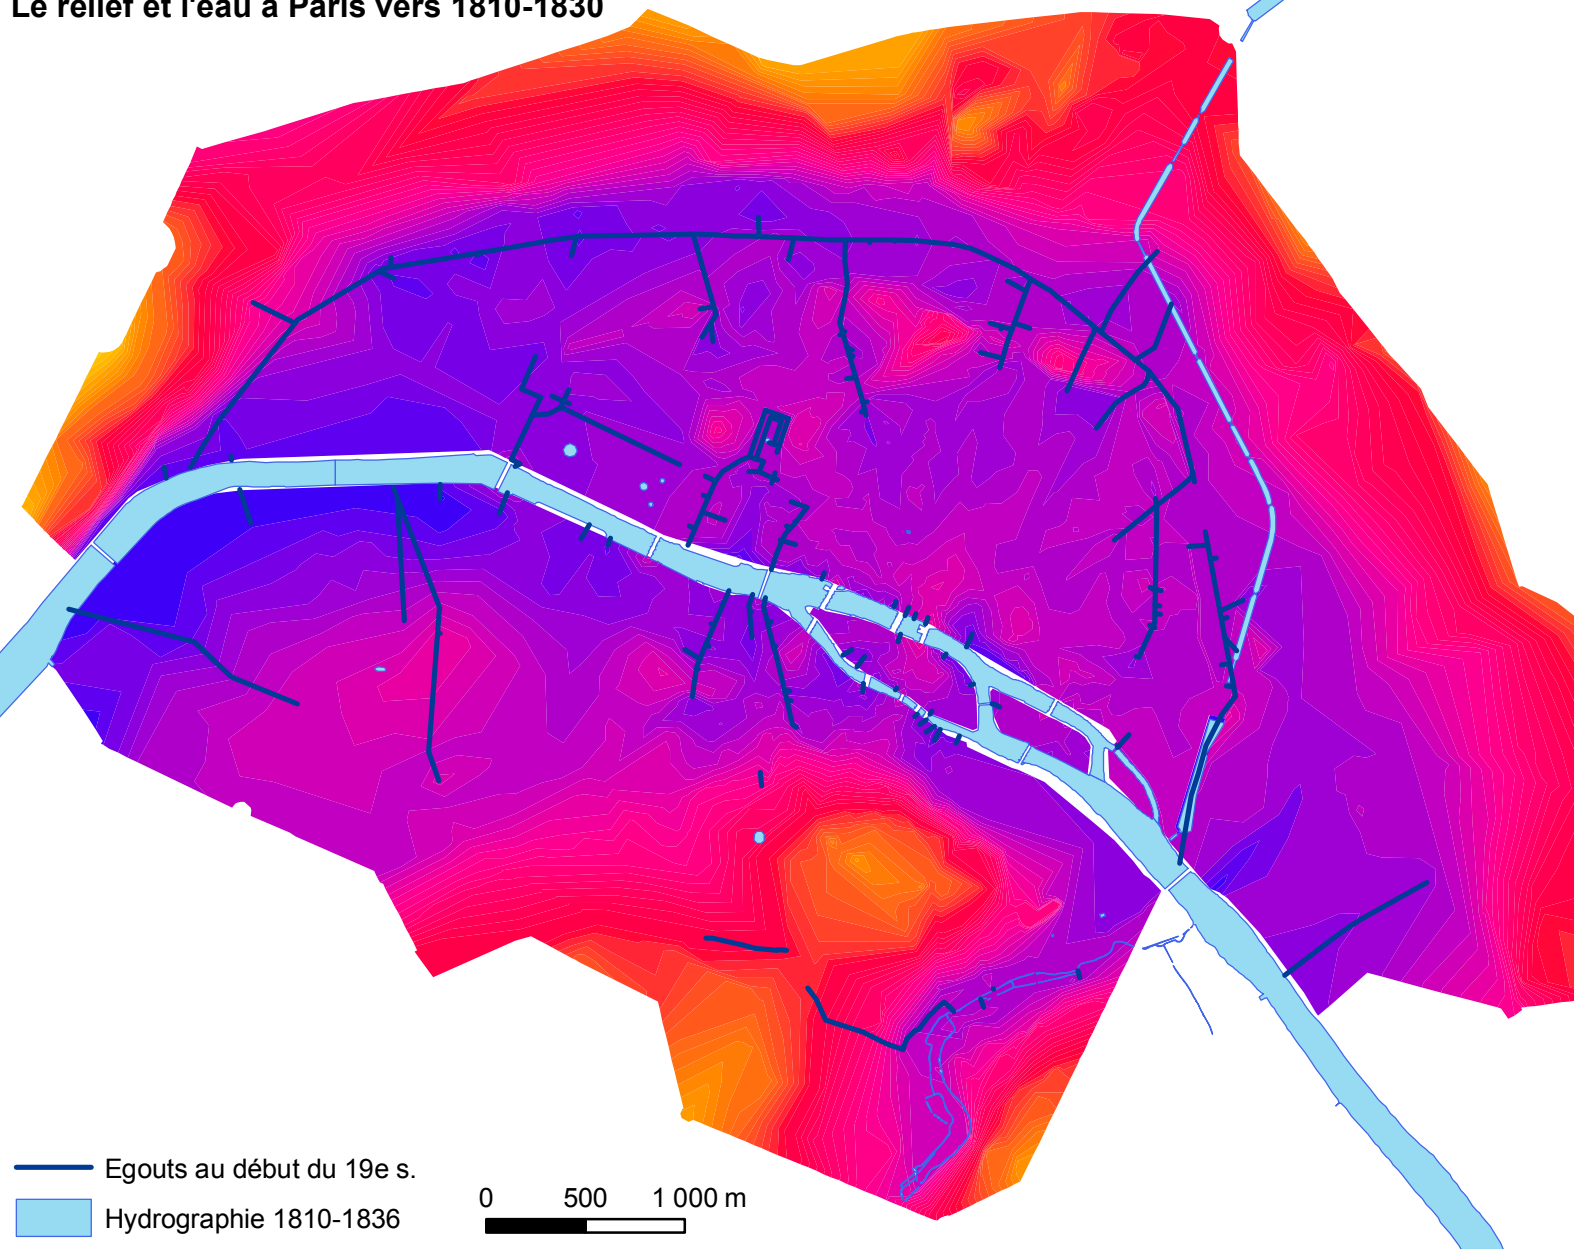 Le relief et l'eau à Paris vers 1810-1830
Egouts au début du 19e s.
Hydrographie 1810-1836
0 500 1 000 m